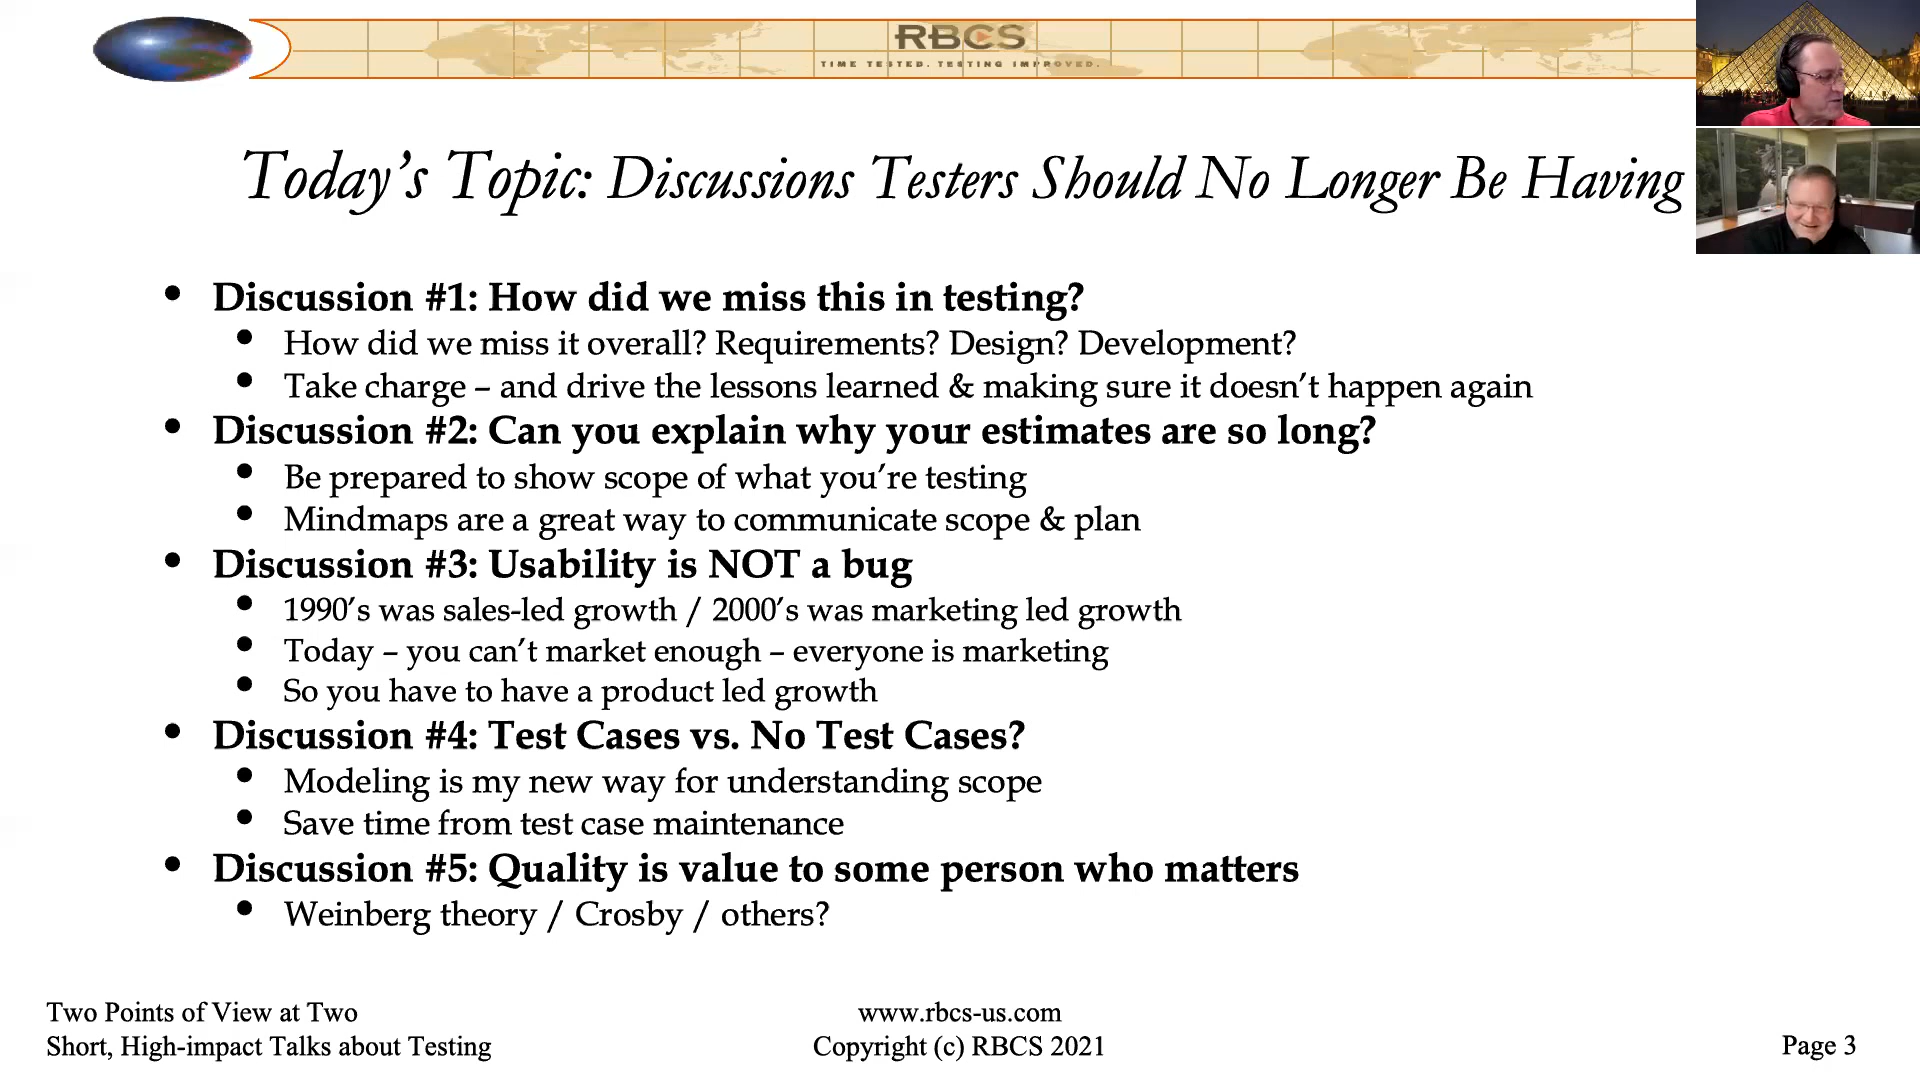 RBCS
TIME TESTED. TESTING IMPROVED.
Today’s Topic: Discussions Testers Should No Longer Be Having
• Discussion #1: How did we miss this in testing?
• How did we miss it overall? Requirements? Design? Development?
• Take charge – and drive the lessons learned & making sure it doesn’t happen again
• Discussion #2: Can you explain why your estimates are so long?
• Be prepared to show scope of what you’re testing
• Mindmaps are a great way to communicate scope & plan
• Discussion #3: Usability is NOT a bug
• 1990’s was sales-led growth / 2000’s was marketing led growth
• Today – you can’t market enough – everyone is marketing
• So you have to have a product led growth
• Discussion #4: Test Cases vs. No Test Cases?
• Modeling is my new way for understanding scope
• Save time from test case maintenance
• Discussion #5: Quality is value to some person who matters
• Weinberg theory / Crosby / others?
Two Points of View at Two
Short, High-impact Talks about Testing
www.rbcs-us.com
Copyright (c) RBCS 2021
Page 3